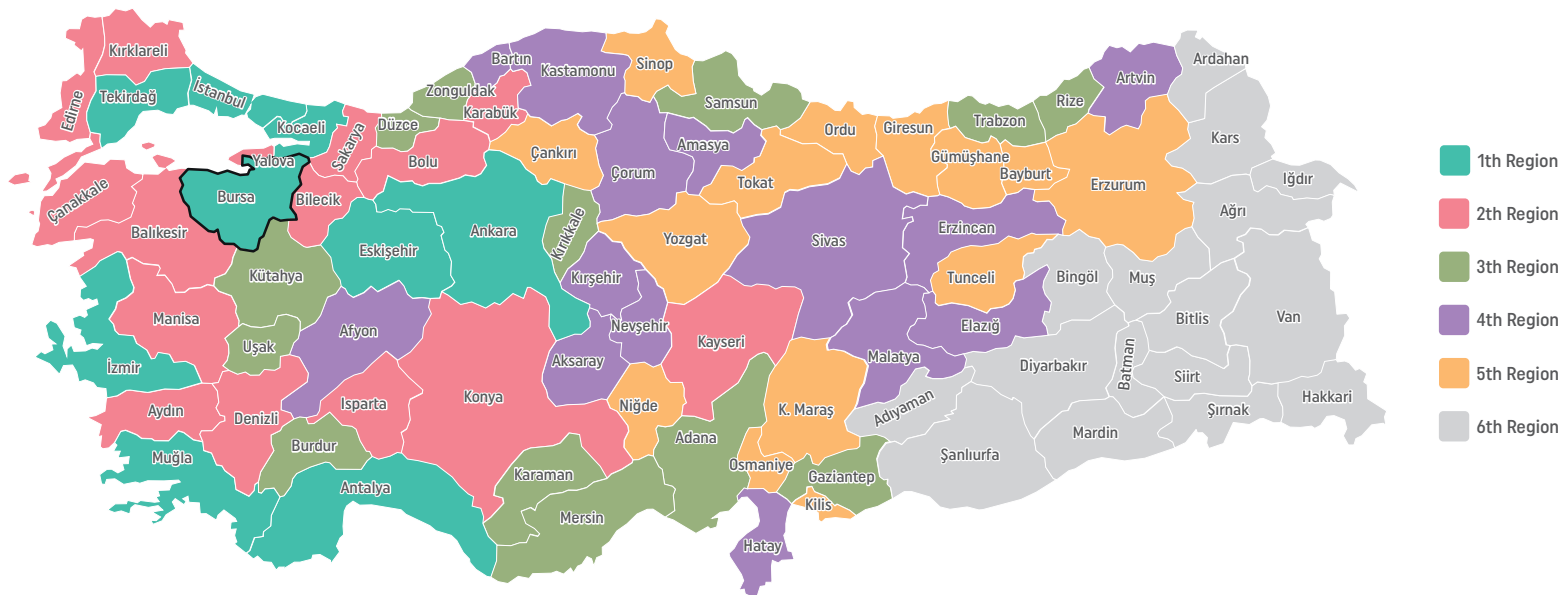 Kırklareli
Edirne
Tekirdağ
İstanbul
Kocaeli
Yalova
Sakarya
Düzce
Zonguldak
Bartın
Karabük
Kastamonu
Sinop
Samsun
Ordu
Giresun
Trabzon
Rize
Artvin
Ardahan
Kars
Iğdır
Ağrı
Çanakkale
Balıkesir
Bursa
Bilecik
Bolu
Çankırı
Çorum
Amasya
Tokat
Gümüşhane
Bayburt
Erzurum
Kütahya
Eskişehir
Ankara
Kırıkkale
Yozgat
Sivas
Erzincan
Tunceli
Bingöl
Muş
Kırşehir
Nevşehir
Manisa
Uşak
Afyon
Aksaray
Kayseri
Malatya
Elazığ
Bitlis
Van
İzmir
Aydın
Denizli
Isparta
Konya
Niğde
K. Maraş
Adıyaman
Diyarbakır
Batman
Siirt
Şırnak
Hakkari
Muğla
Burdur
Antalya
Karaman
Mersin
Adana
Osmaniye
Gaziantep
Kilis
Hatay
Şanlıurfa
Mardin
1th Region
2th Region
3th Region
4th Region
5th Region
6th Region